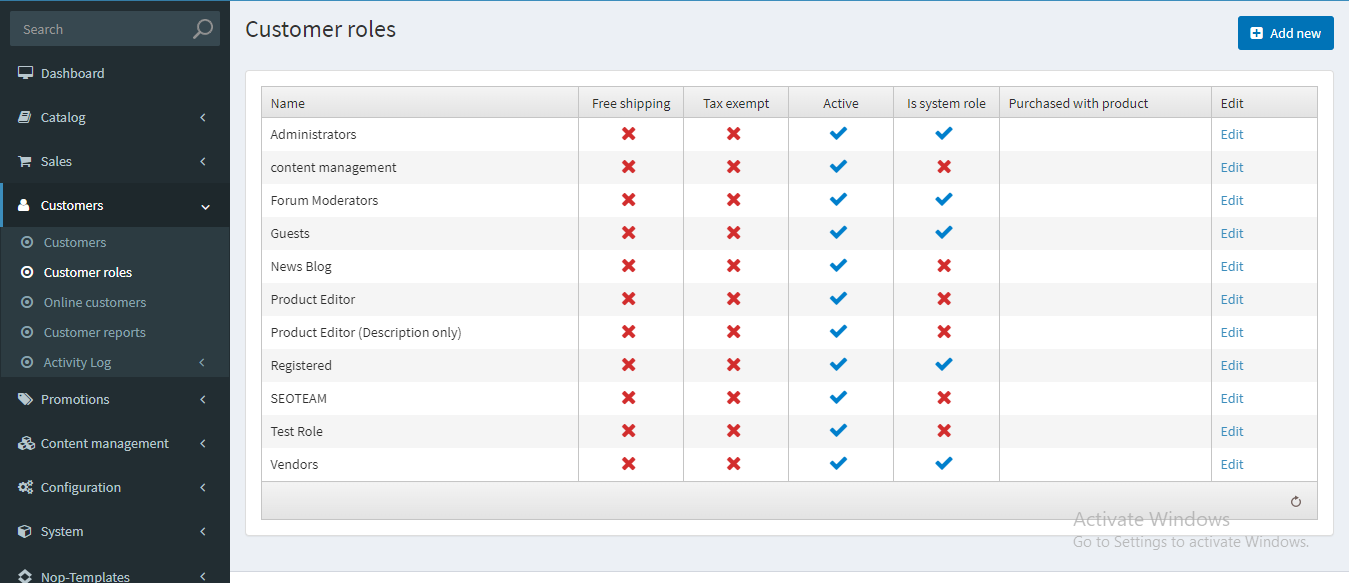 Search
Dashboard
Catalog
Sales
Customers
Customers
Customer roles
Online customers
Customer reports
Activity Log
Promotions
Content management
Configuration
System
Nop-Templates
Customer roles
Add new
Name Free shipping Tax exempt Active Is system role Purchased with product Edit
Administrators Edit
content management Edit
Forum Moderators Edit
Guests Edit
News Blog Edit
Product Editor Edit
Product Editor (Description only) Edit
Registered Edit
SEOTEAM Edit
Test Role Edit
Vendors Edit
Activate Windows
Go to Settings to activate Windows.